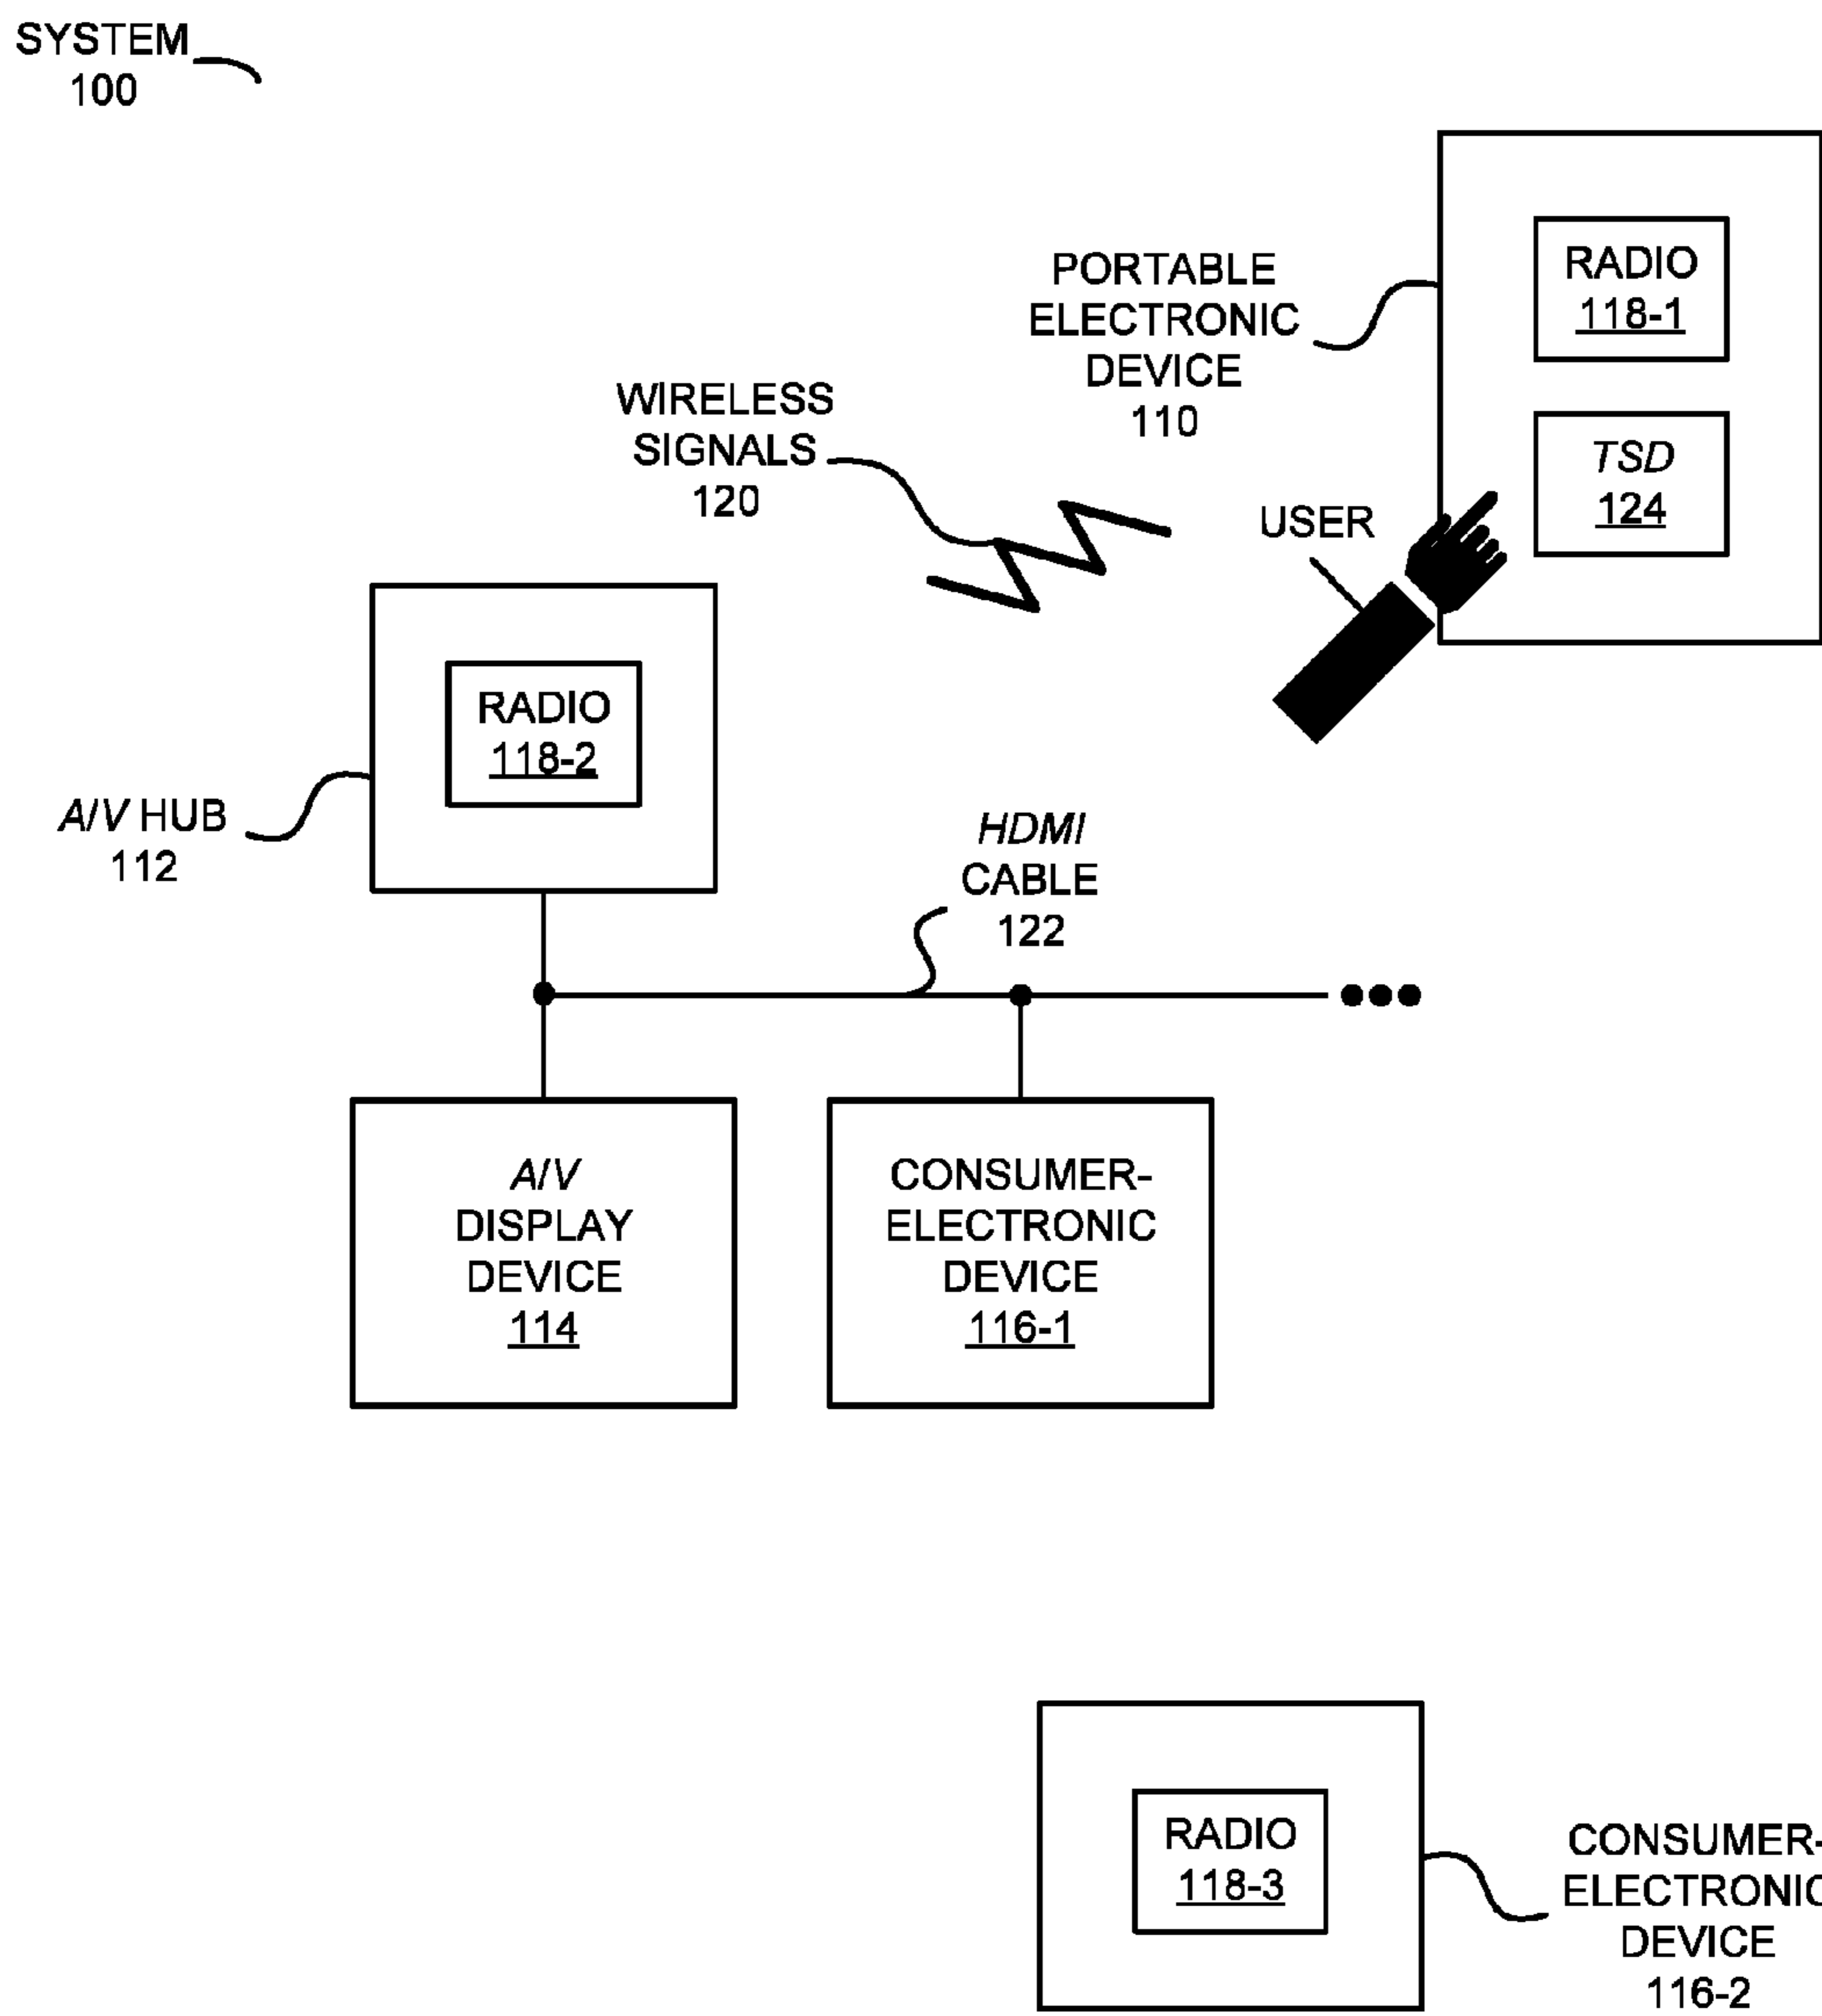 SYSTEM
100
PORTABLE
ELECTRONIC
DEVICE
110
RADIO
118-1
TSD
124
WIRELESS
SIGNALS
120
USER
RADIO
118-2
A/V HUB
112
HDMI
CABLE
122
A/V
DISPLAY
DEVICE
114
CONSUMER-
ELECTRONIC
DEVICE
116-1
RADIO
118-3
CONSUMER-
ELECTRONIC
DEVICE
116-2